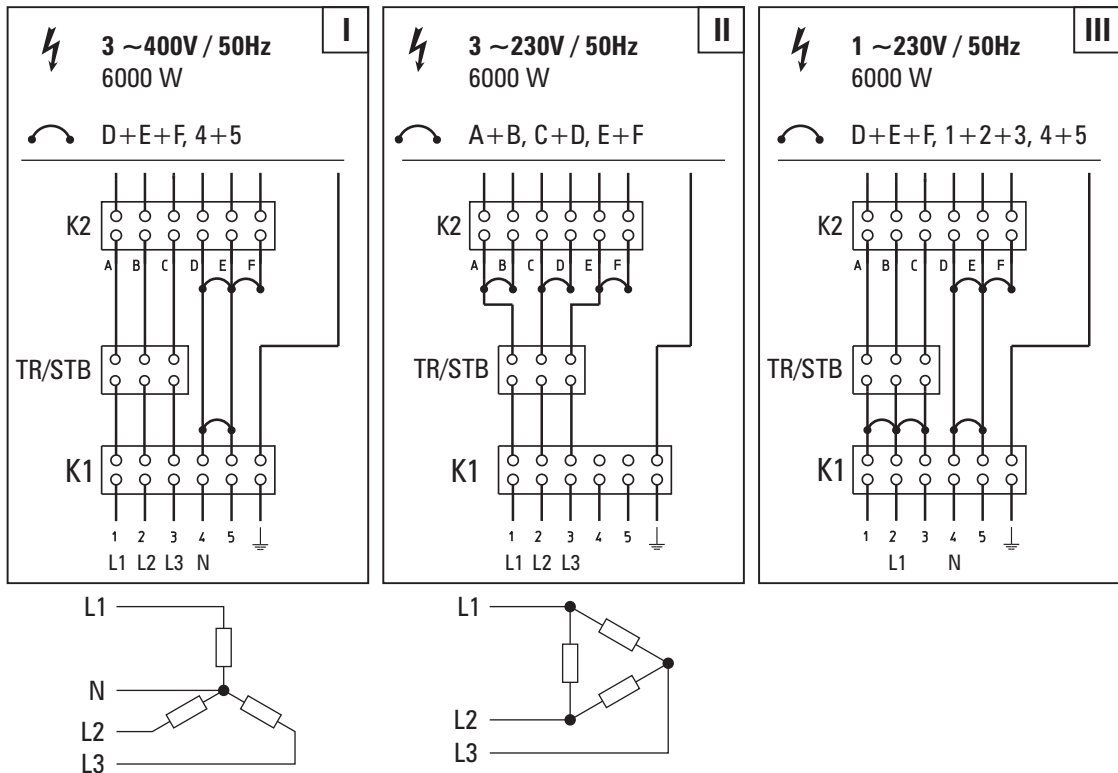 3 ~400V / 50Hz
I
6000 W
D+E+F, 4+5
K2
A B C D E F
TR/STB
K1
1 2 3 4 5
L1 L2 L3 N
3 ~230V / 50Hz
II
6000 W
A+B, C+D, E+F
K2
A B C D E F
TR/STB
K1
1 2 3 4 5
L1 L2 L3
1 ~230V / 50Hz
III
6000 W
D+E+F, 1+2+3, 4+5
K2
A B C D E F
TR/STB
K1
1 2 3 4 5
L1 N
L1
N
L2
L3
L1
L2
L3